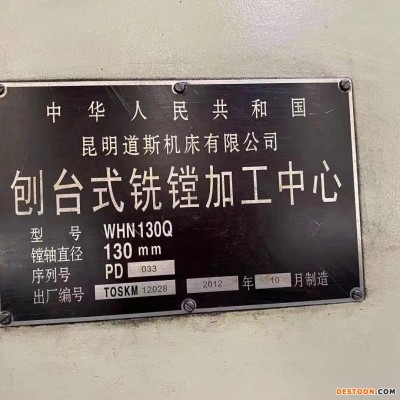 中华人民共和国
昆明道斯机床有限公司
刨台式铣镗加工中心
型号 WHN130Q
镗轴直径 130mm
序列号 PD 033
出厂编号 TOSKM 12028 2012 年 10 月制造
DESTOON.COM